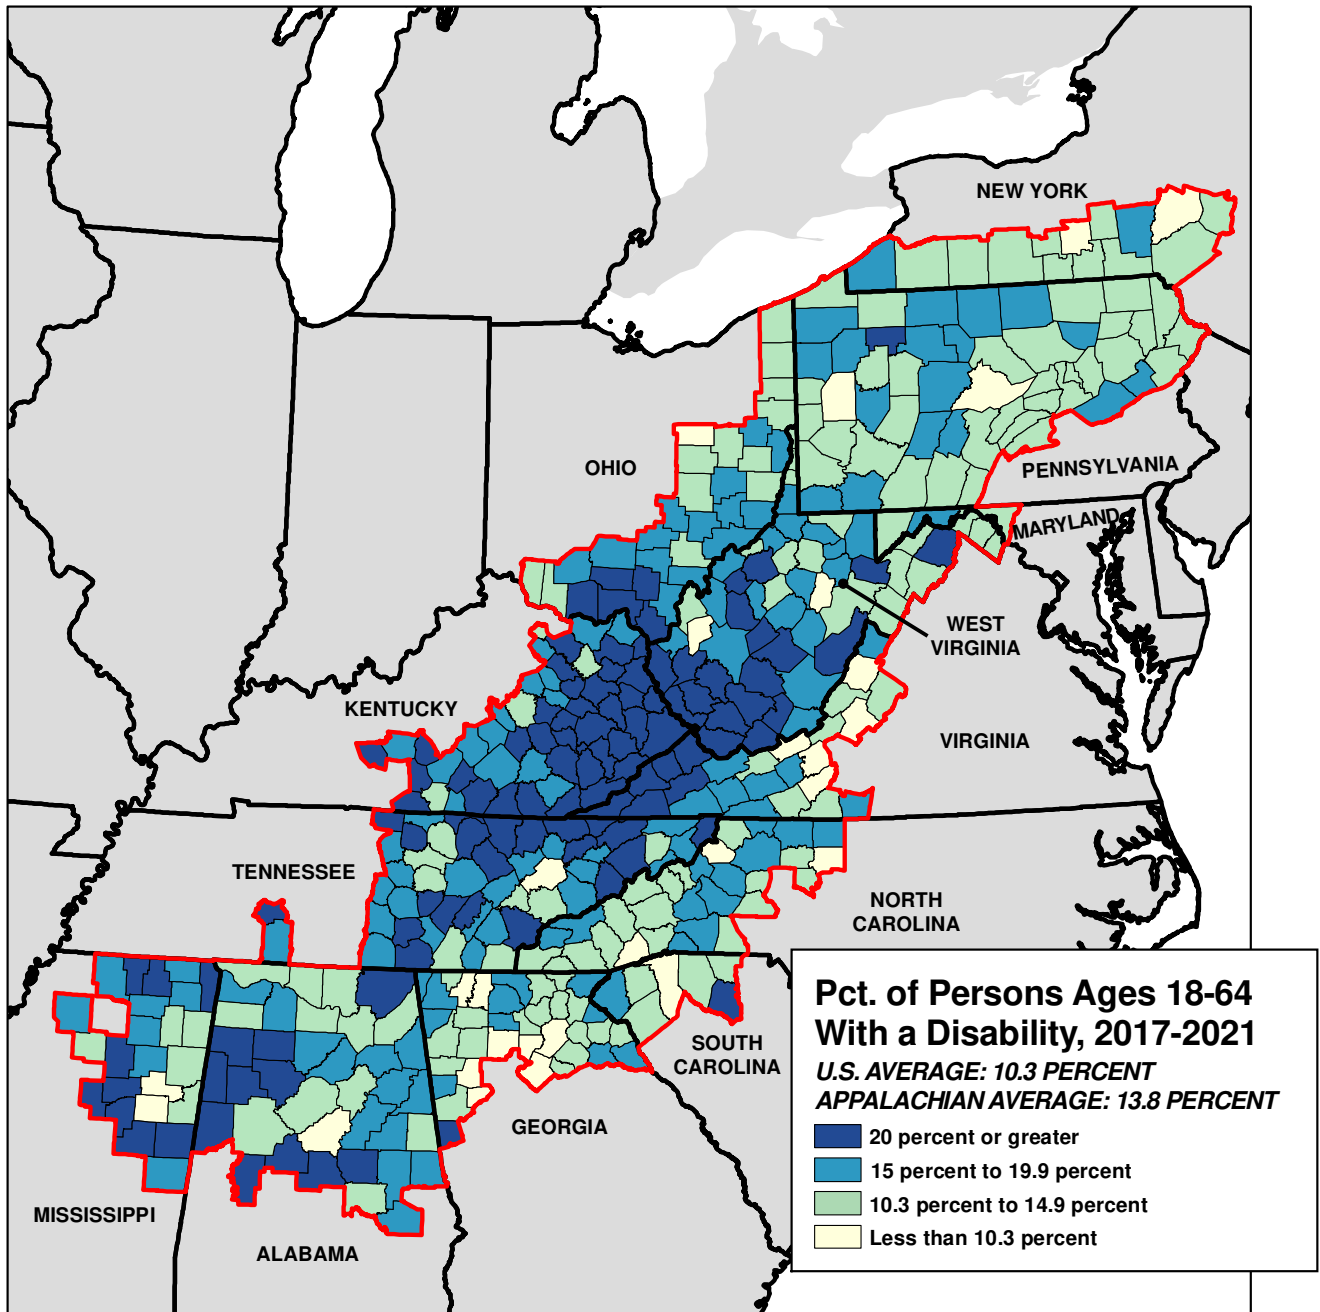 NEW YORK
OHIO
PENNSYLVANIA
MARYLAND
WEST
VIRGINIA
KENTUCKY
VIRGINIA
TENNESSEE
NORTH
CAROLINA
SOUTH
CAROLINA
GEORGIA
MISSISSIPPI
ALABAMA
Pct. of Persons Ages 18-64
With a Disability, 2017-2021
U.S. AVERAGE: 10.3 PERCENT
APPALACHIAN AVERAGE: 13.8 PERCENT
20 percent or greater
15 percent to 19.9 percent
10.3 percent to 14.9 percent
Less than 10.3 percent